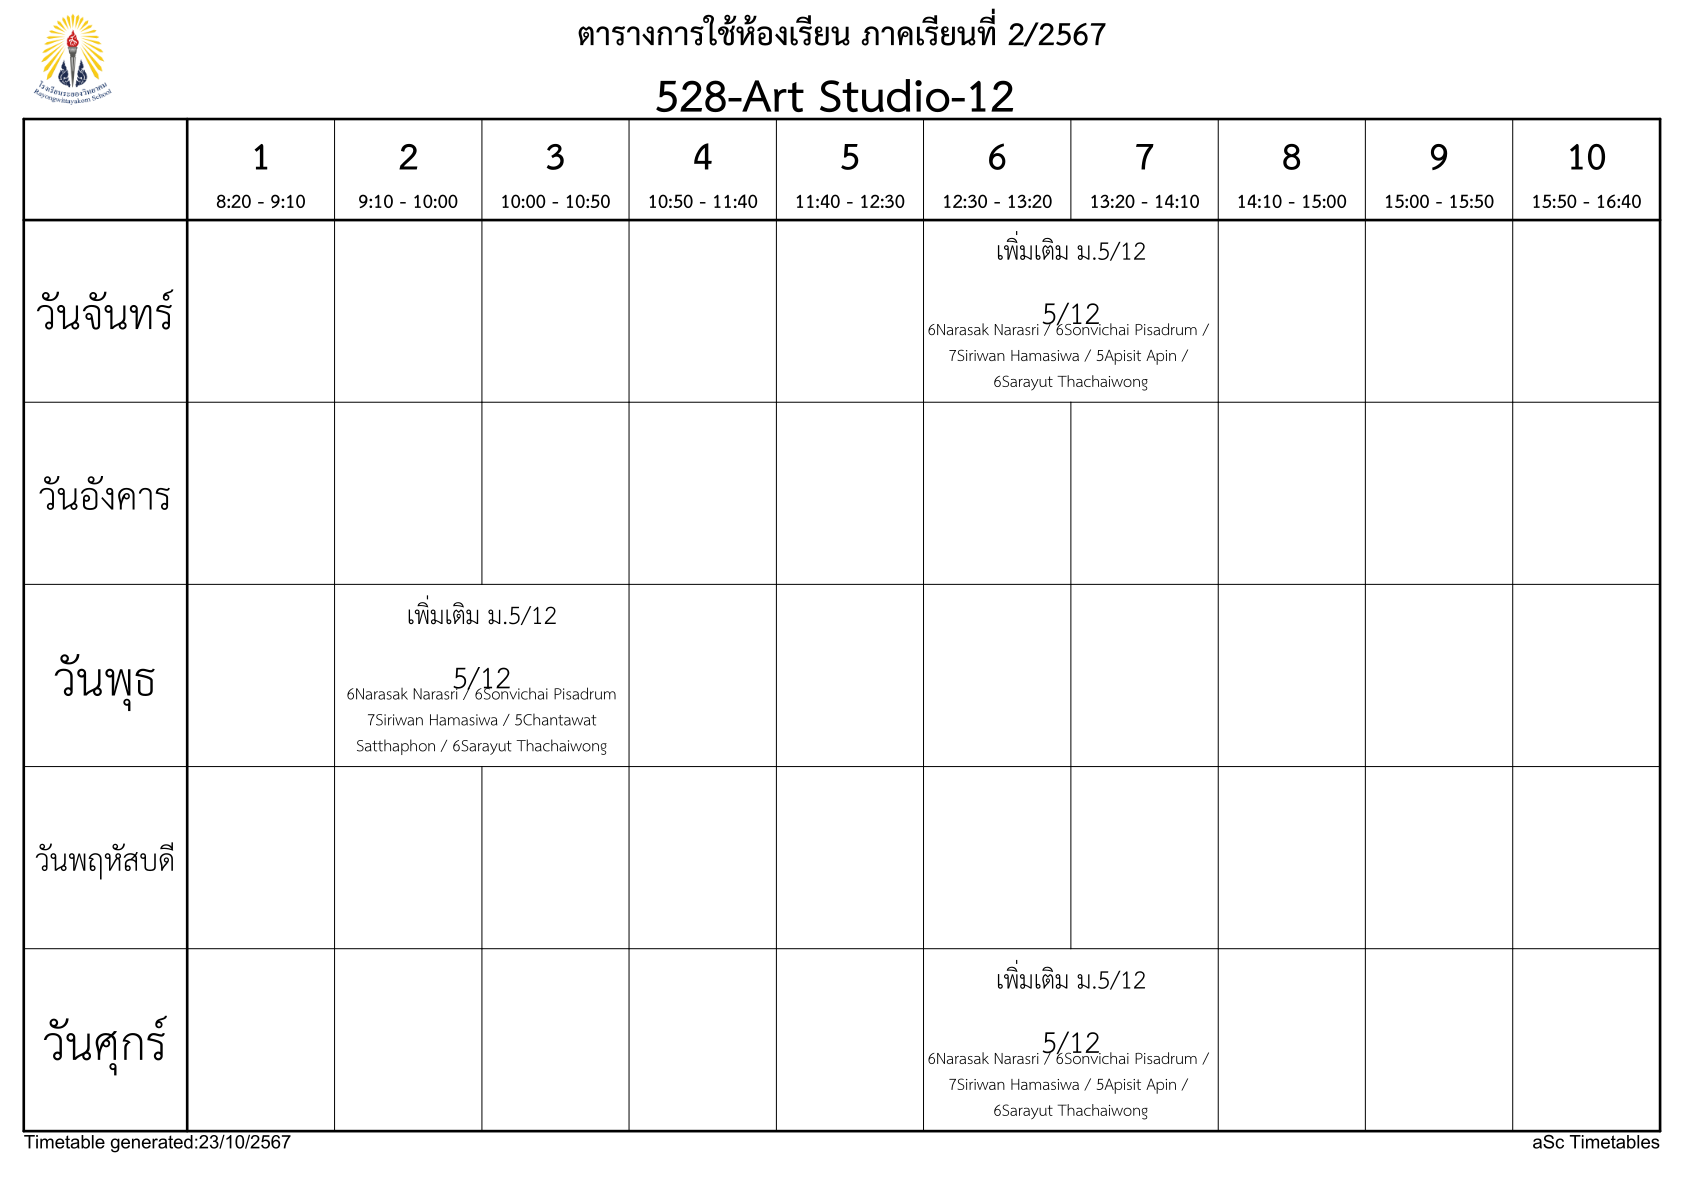 ตารางการใช้ห้องเรียน ภาคเรียนที่ 2/2567
โรงเรียนระยองวิทยาคม
Rayongwittayakom School
528-Art Studio-12
1 2 3 4 5 6 7 8 9 10
8:20 - 9:10 9:10 - 10:00 10:00 - 10:50 10:50 - 11:40 11:40 - 12:30 12:30 - 13:20 13:20 - 14:10 14:10 - 15:00 15:00 - 15:50 15:50 - 16:40
วันจันทร์
เพิ่มเติม ม.5/12
5/12
6Narasak Narasri / 6Sonvichai Pisadrum /
7Siriwan Hamasiwa / 5Apisit Apin /
6Sarayut Thachaiwong
วันอังคาร
วันพุธ
เพิ่มเติม ม.5/12
5/12
6Narasak Narasri / 6Sonvichai Pisadrum
7Siriwan Hamasiwa / 5Chantawat
Satthaphon / 6Sarayut Thachaiwong
วันพฤหัสบดี
วันศุกร์
เพิ่มเติม ม.5/12
5/12
6Narasak Narasri / 6Sonvichai Pisadrum /
7Siriwan Hamasiwa / 5Apisit Apin /
6Sarayut Thachaiwong
Timetable generated:23/10/2567
aSc Timetables